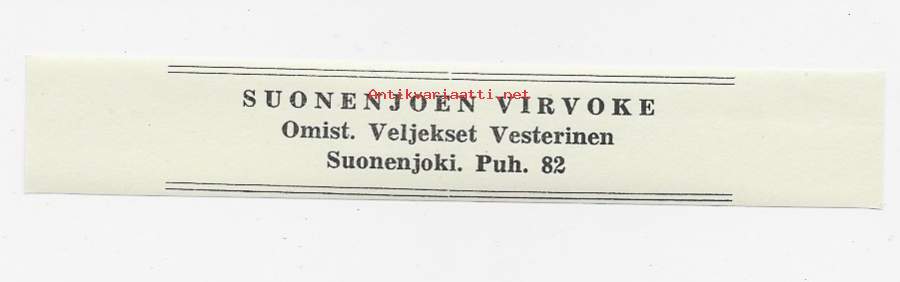 SUONENJOEN VIRVOKE
Antikvariaatti.net
Omist. Veljekset Vesterinen
Suonenjoki. Puh. 82